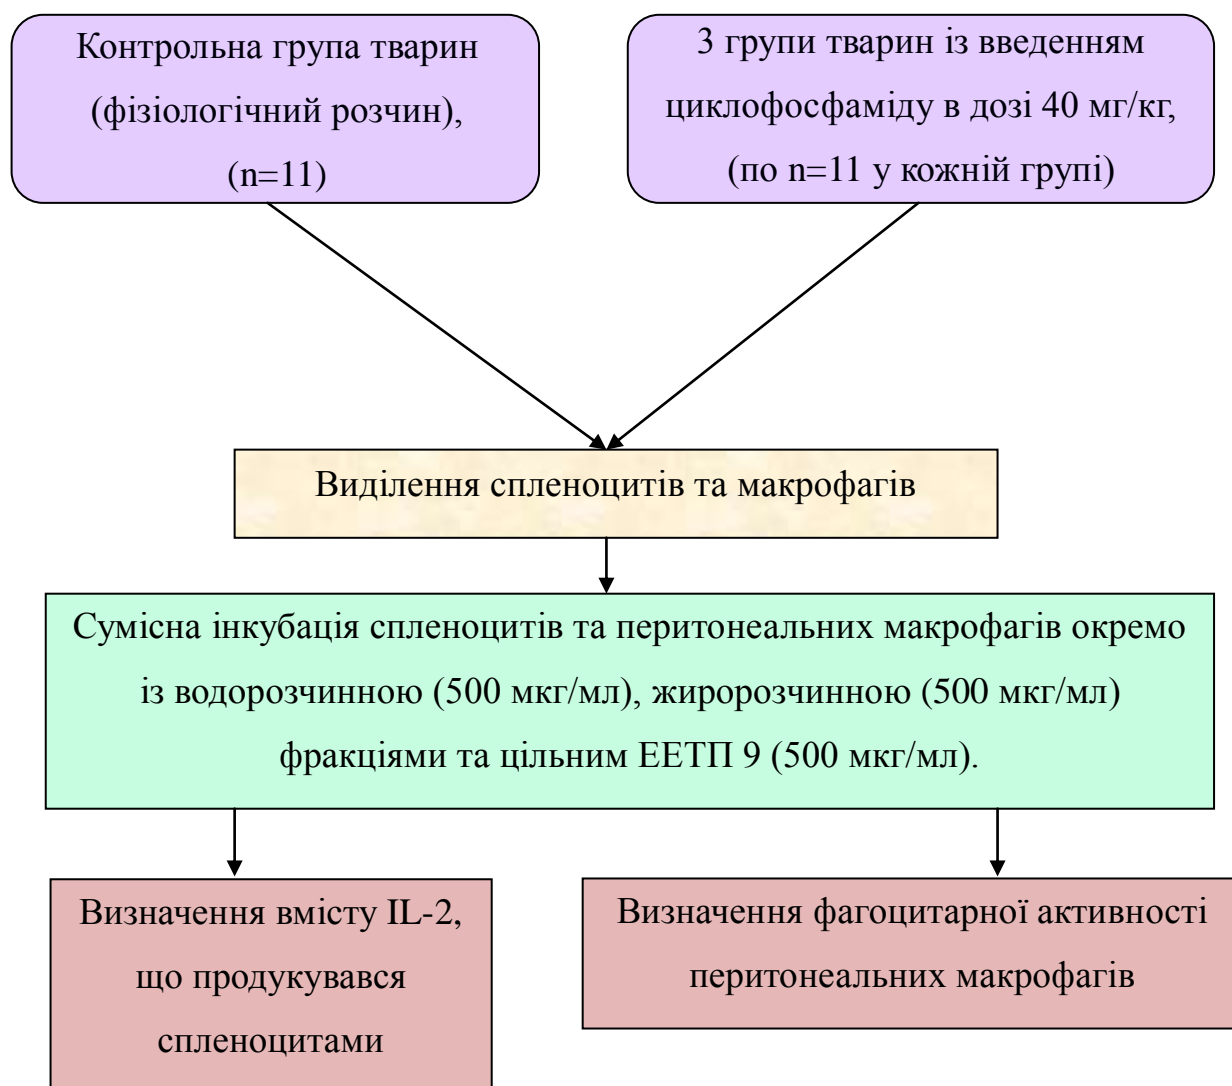 Контрольна група тварин
(фізіологічний розчин),
(n=11)
3 групи тварин із введенням
циклофосфаміду в дозі 40 мг/кг,
(по n=11 у кожній групі)
Виділення спленоцитів та макрофагів
Сумісна інкубація спленоцитів та перитонеальних макрофагів окремо
із водорозчинною (500 мкг/мл), жиророзчинною (500 мкг/мл)
фракціями та цільним ЕЕТП 9 (500 мкг/мл).
Визначення вмісту IL-2,
що продукувався
спленоцитами
Визначення фагоцитарної активності
перитонеальних макрофагів